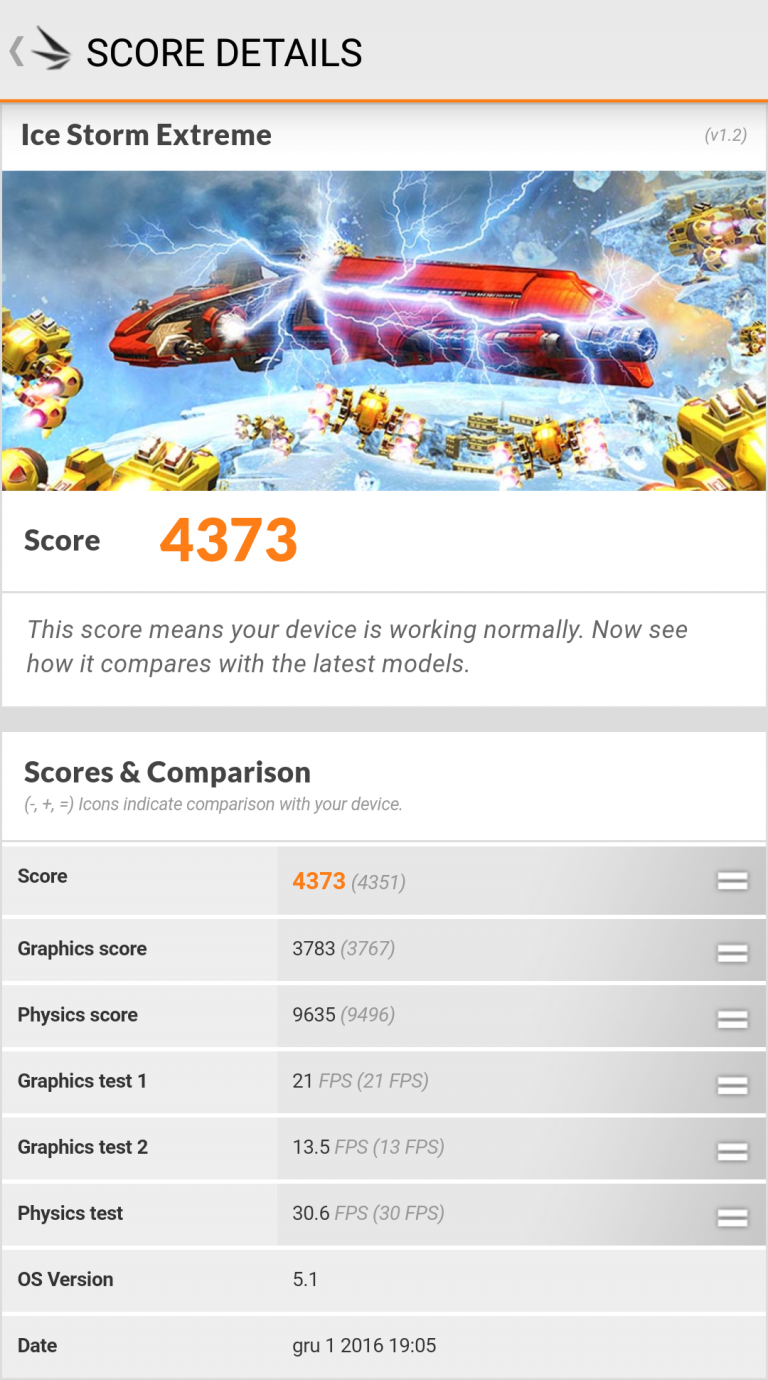 SCORE DETAILS
Ice Storm Extreme (v1.2)
Score 4373
This score means your device is working normally. Now see
how it compares with the latest models.
Scores & Comparison
(-, +, =) Icons indicate comparison with your device.
Score 4373 (4351)
Graphics score 3783 (3767)
Physics score 9635 (9496)
Graphics test 1 21 FPS (21 FPS)
Graphics test 2 13.5 FPS (13 FPS)
Physics test 30.6 FPS (30 FPS)
OS Version 5.1
Date gru 1 2016 19:05